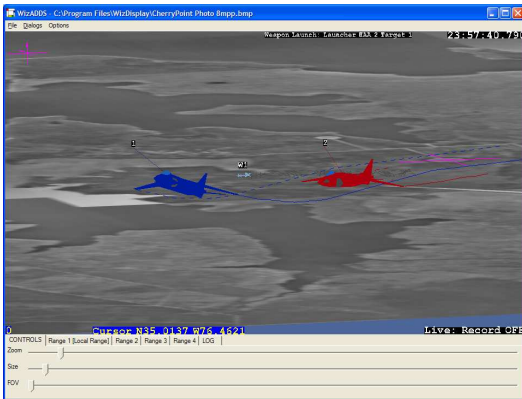 WizADDS - C:\Program Files\WizDisplay\CherryPoint Photo 8mpp.bmp
File Dialogs Options
Weapon Launch: Launcher 2 Target 1
23:57:40.790
1
2
W1
0
Cursor N35.0137 W76.4621
Live: Record OFF
CONTROLS Range 1 [Local Range] Range 2 Range 3 Range 4 LOG
Zoom
Size
FOV